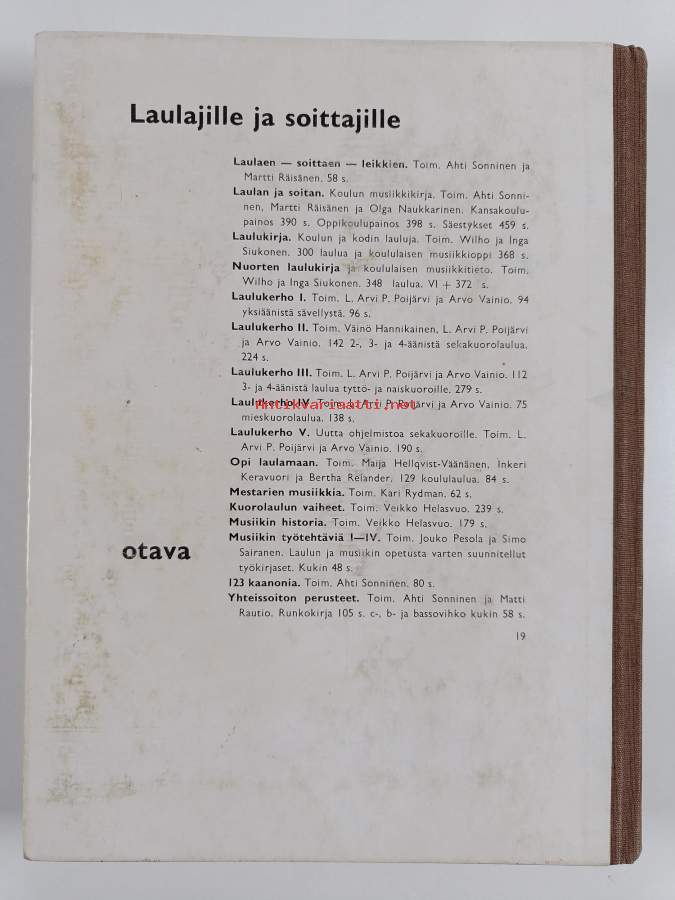 Laulajille ja soittajille
Laulaen — soittaen — leikkien. Toim. Ahti Sonninen ja
Martti Räisänen. 58 s.
Laulan ja soitan. Koulun musiikkikirja. Toim. Ahti Sonni-
nen, Martti Räisänen ja Olga Naukkarinen. Kansakoulu-
painos 390 s. Oppikoulupainos 398 s. Säestykset 459 s.
Laulukirja. Koulun ja kodin lauluja. Toim. Wilho ja Inga
Siukonen. 300 laulua ja koululaisen musiikkioppi 368 s.
Nuorten laulukirja ja koululaisen musiikkitieto. Toim.
Wilho ja Inga Siukonen. 348 laulua. VI + 372 s.
Laulukerho I. Toim. L. Arvi P. Poijärvi ja Arvo Vainio. 94
yksiäänistä sävellystä. 96 s.
Laulukerho II. Toim. Väinö Hannikainen, L. Arvi P. Poijärvi
ja Arvo Vainio. 142 2-, 3- ja 4-äänistä sekakuorolaulua.
224 s.
Laulukerho III. Toim. L. Arvi P. Poijärvi ja Arvo Vainio. 112
3- ja 4-äänistä laulua tyttö- ja naiskuoroille. 279 s.
Laulukerho IV. Toim. L. Arvi P. Poijärvi ja Arvo Vainio. 75
Antikvariaatti.net
mieskuorolaulua. 138 s.
Laulukerho V. Uutta ohjelmistoa sekakuoroille. Toim. L.
Arvi P. Poijärvi ja Arvo Vainio. 190 s.
Opi laulamaan. Toim. Maija Hellqvist-Väänänen, Inkeri
Keravuori ja Bertha Relander. 129 koululaulua. 84 s.
Mestarien musiikkia. Toim. Kari Rydman. 62 s.
Kuorolaulun vaiheet. Toim. Veikko Helasvuo. 239 s.
Musiikin historia. Toim. Veikko Helasvuo. 179 s.
Musiikin työtehtäviä I—IV. Toim. Jouko Pesola ja Simo
Sairanen. Laulun ja musiikin opetusta varten suunnitellut
työkirjaset. Kukin 48 s.
otava
123 kaanonia. Toim. Ahti Sonninen. 80 s.
Yhteissoiton perusteet. Toim. Ahti Sonninen ja Matti
Rautio. Runkokirja 105 s. c-, b- ja bassovihko kukin 58 s.
19